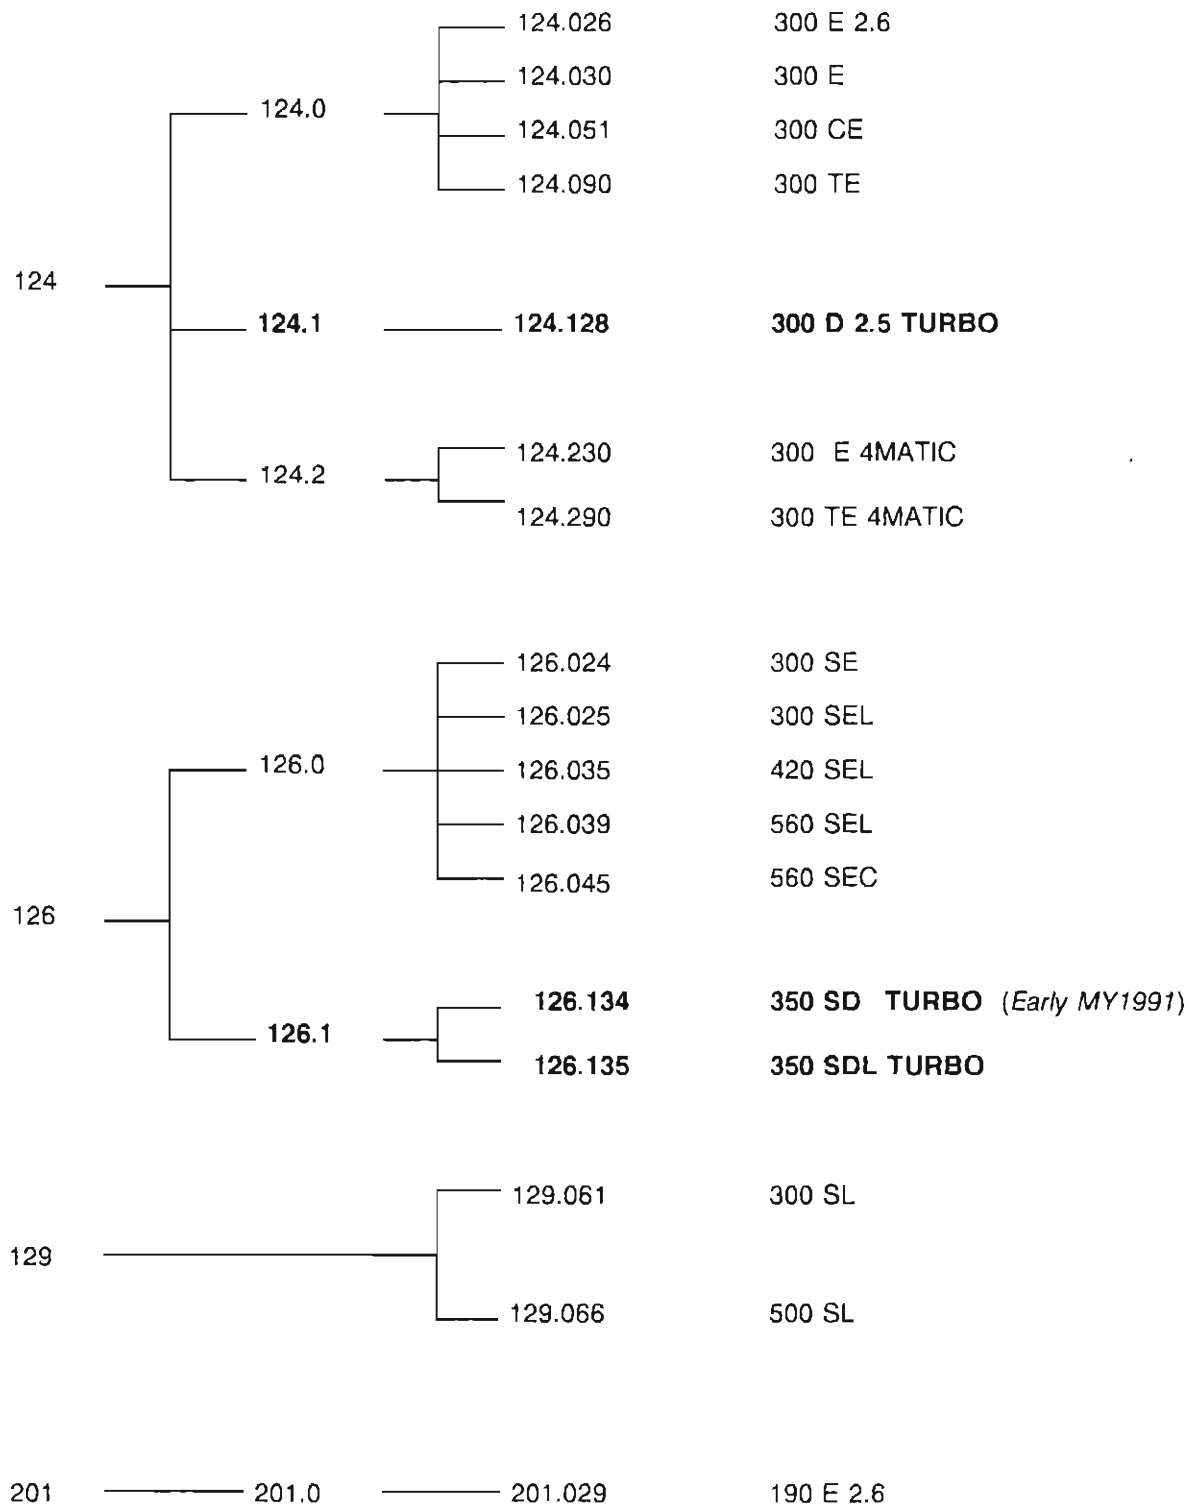 124.026 300 E 2.6
124.030 300 E
124.0 124.051 300 CE
124.090 300 TE
124
124.1 124.128 300 D 2.5 TURBO
124.230 300 E 4MATIC
124.2
124.290 300 TE 4MATIC
126.024 300 SE
126.025 300 SEL
126.0 126.035 420 SEL
126.039 560 SEL
126.045 560 SEC
126
126.134 350 SD TURBO (Early MY1991)
126.1
126.135 350 SDL TURBO
129.061 300 SL
129
129.066 500 SL
201 201.0 201.029 190 E 2.6